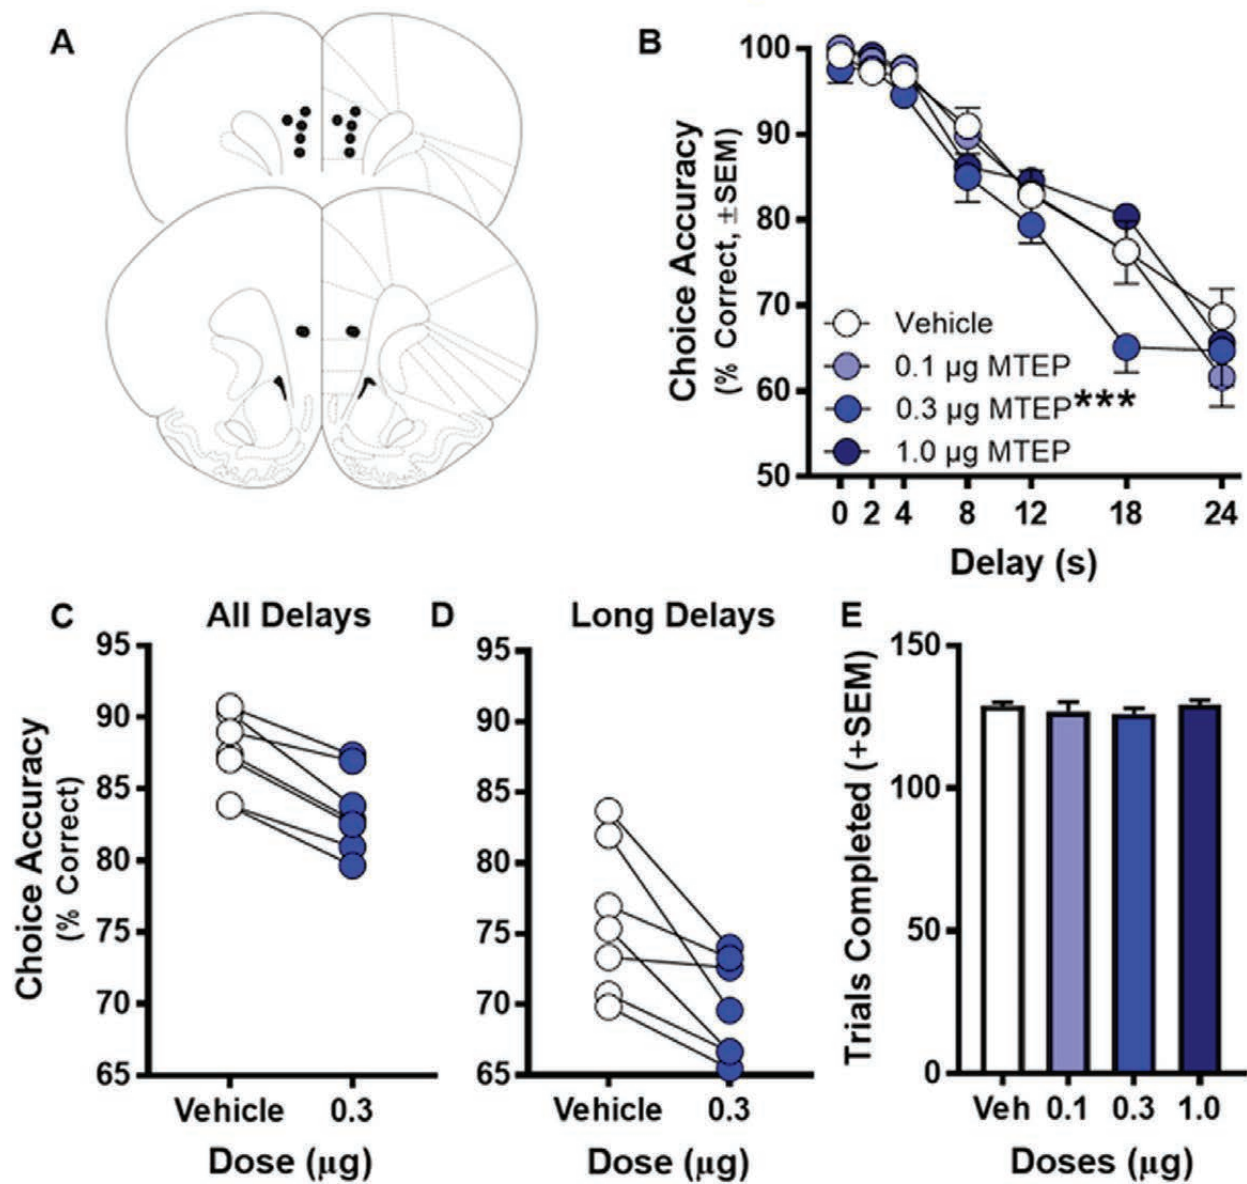 A
B
Choice Accuracy
(% Correct, ±SEM)
100
90
80
70
60
50
Vehicle
0.1 µg MTEP
0.3 µg MTEP***
1.0 µg MTEP
0 2 4 8 12 18 24
Delay (s)
C All Delays
Choice Accuracy
(% Correct)
95
90
85
80
75
70
65
Vehicle 0.3
Dose (µg)
D Long Delays
95
90
85
80
75
70
65
Vehicle 0.3
Dose (µg)
E
Trials Completed (+SEM)
150
100
50
0
Veh 0.1 0.3 1.0
Doses (µg)